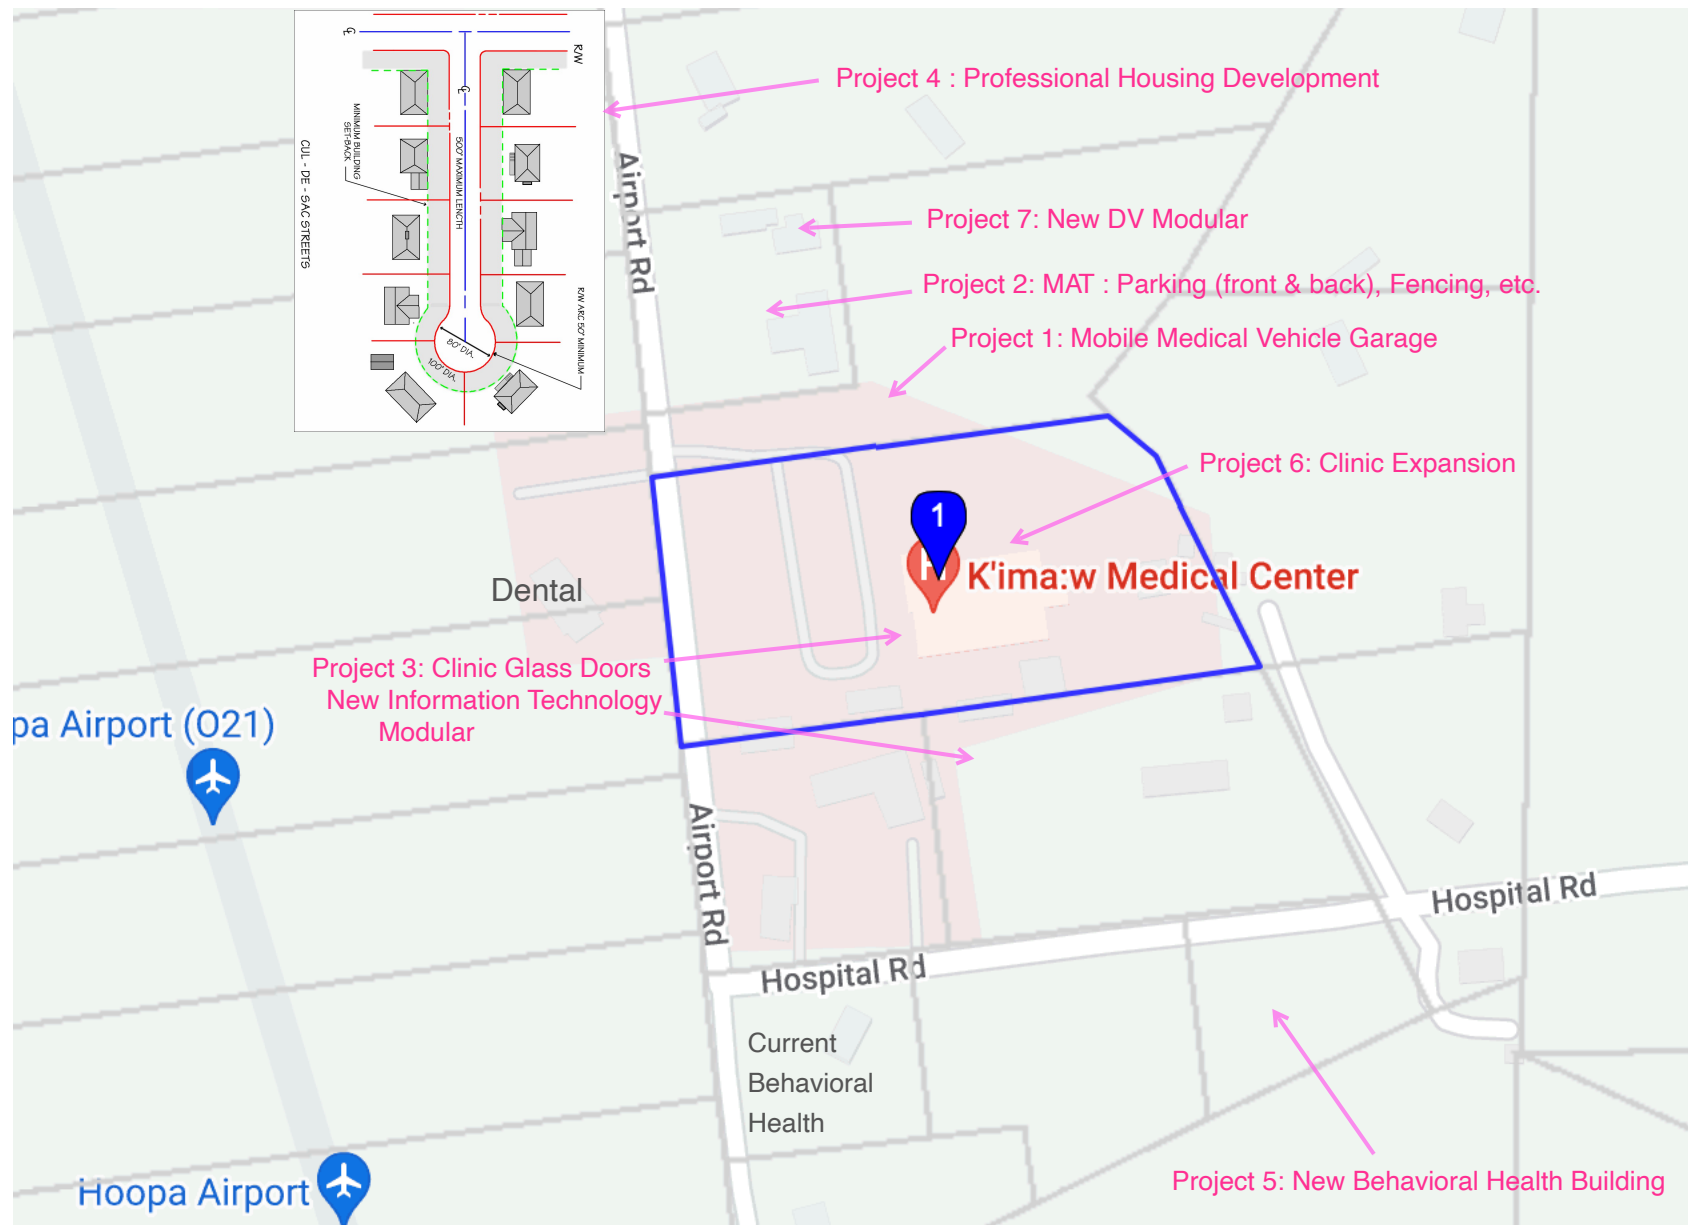 ℄
R/W
℄
MINIMUM BUILDING
SET-BACK
500' MAXIMUM LENGTH
CUL - DE - SAC STREETS
R/W ARC 50' MINIMUM
80' DIA.
100' DIA.
Project 4 : Professional Housing Development
Airport Rd
Project 7: New DV Modular
Project 2: MAT : Parking (front & back), Fencing, etc.
Project 1: Mobile Medical Vehicle Garage
Project 6: Clinic Expansion
1
H
K'ima:w Medical Center
Dental
Project 3: Clinic Glass Doors
New Information Technology
Modular
pa Airport (O21)
Airport Rd
Hospital Rd
Hospital Rd
Current
Behavioral
Health
Project 5: New Behavioral Health Building
Hoopa Airport